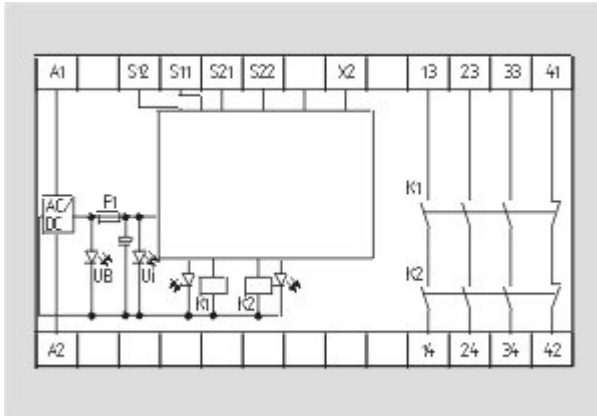 A1 S12 S11 S21 S22 X2 13 23 33 41
K1
AC/
DC
F1
UB Ui
K1 K2
K2
A2 14 24 34 42